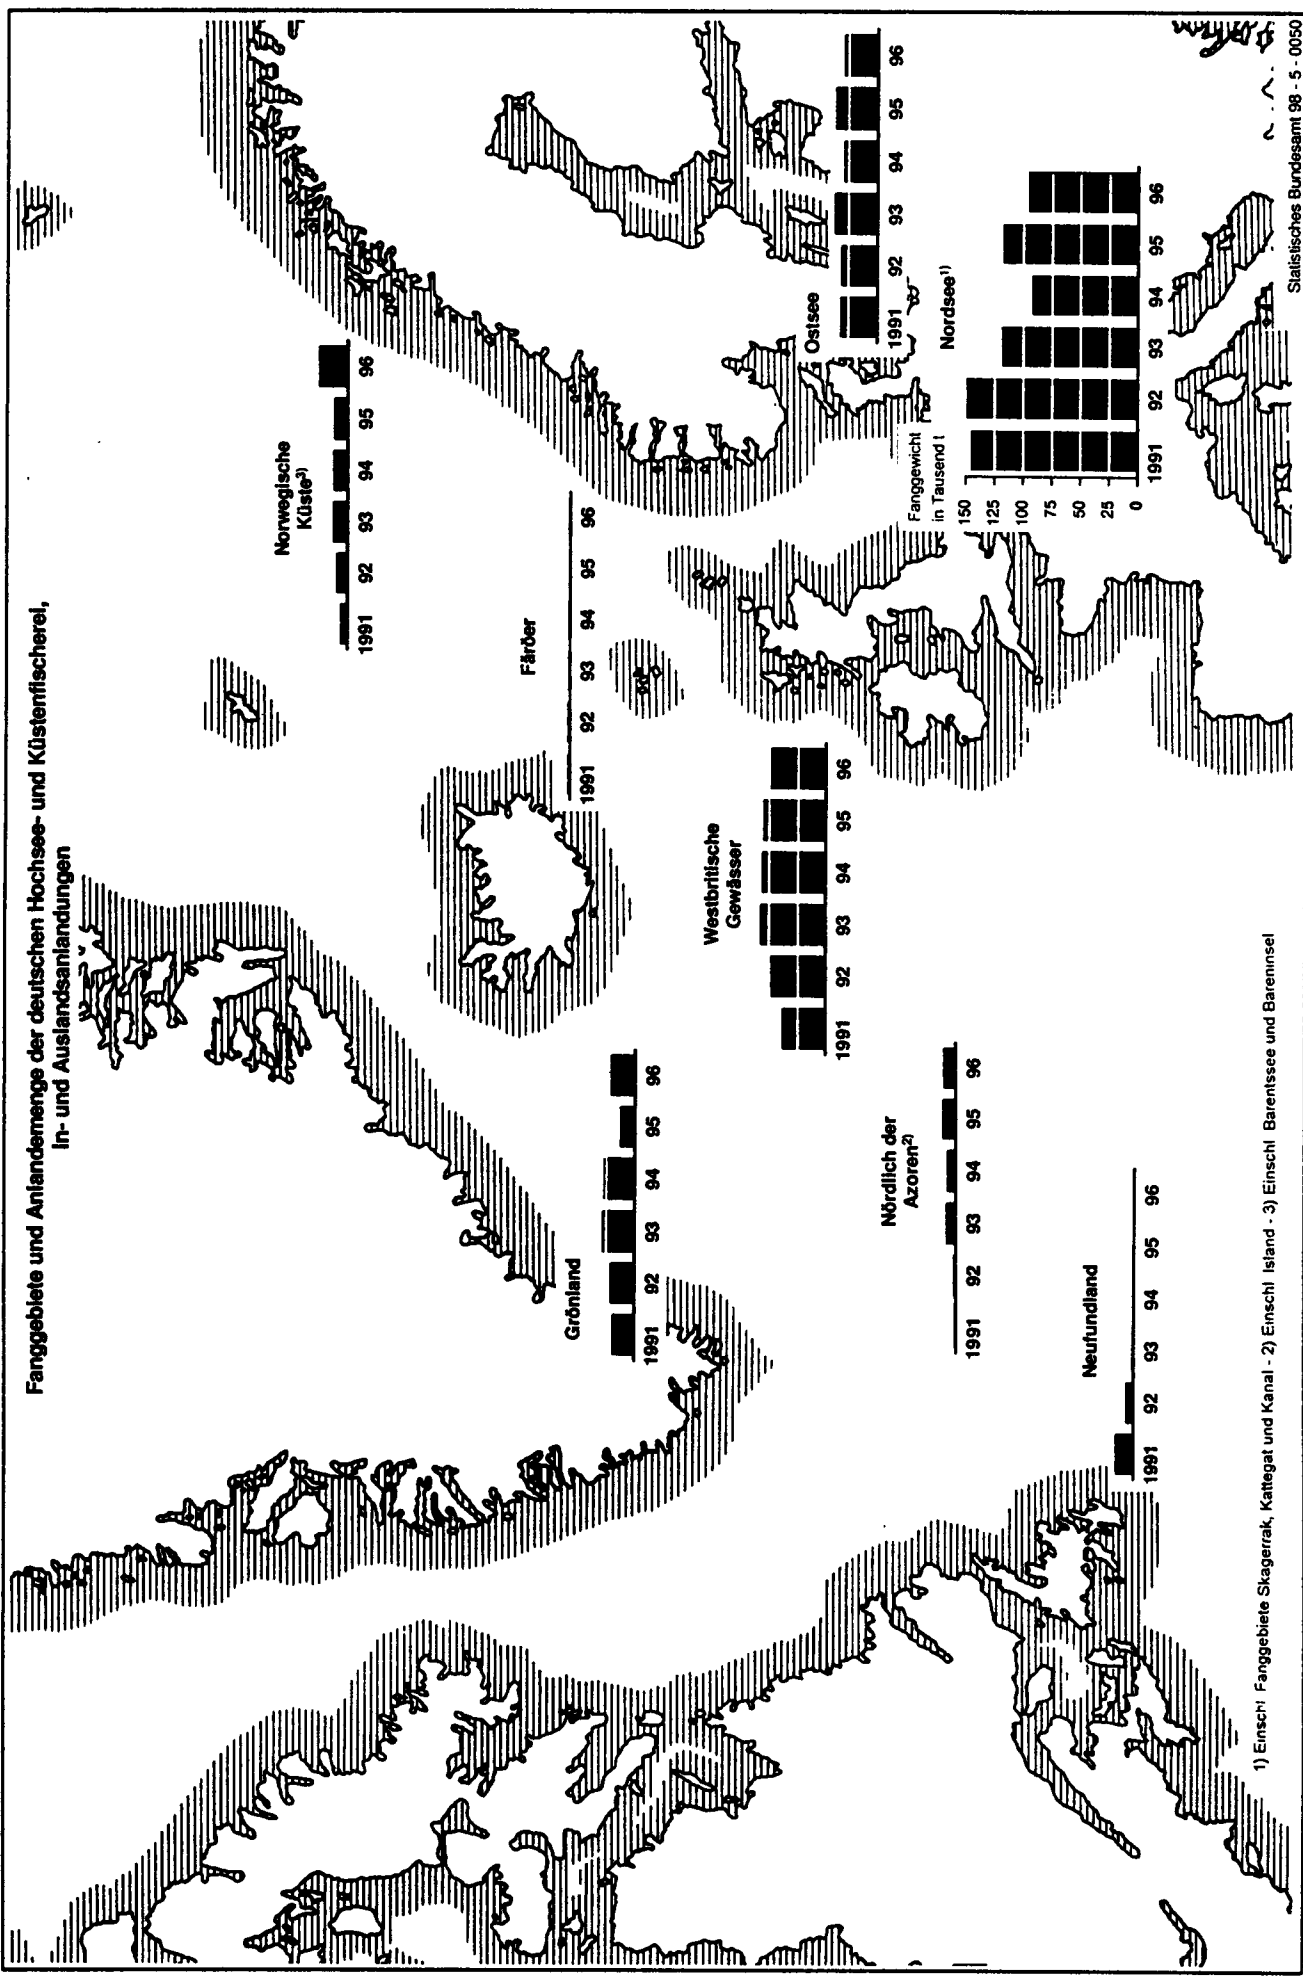 Fanggebiete und Anlandemenge der deutschen Hochsee- und Küstenfischerei,
In- und Auslandsanlandungen
Norwegische
Küste³⁾
1991 92 93 94 95 96
Färöer
1991 92 93 94 95 96
Grönland
1991 92 93 94 95 96
Westbritische
Gewässer
1991 92 93 94 95 96
Ostsee
1991 92 93 94 95 96
Nördlich der
Azoren²⁾
1991 92 93 94 95 96
Nordsee¹⁾
Fanggewicht
in Tausend t
150
125
100
75
50
25
0
1991 92 93 94 95 96
Neufundland
1991 92 93 94 95 96
1) Einschl Fanggebiete Skagerrak, Kattegat und Kanal - 2) Einschl Island - 3) Einschl Barentssee und Bareninsel
Statistisches Bundesamt 98 - 5 - 0050